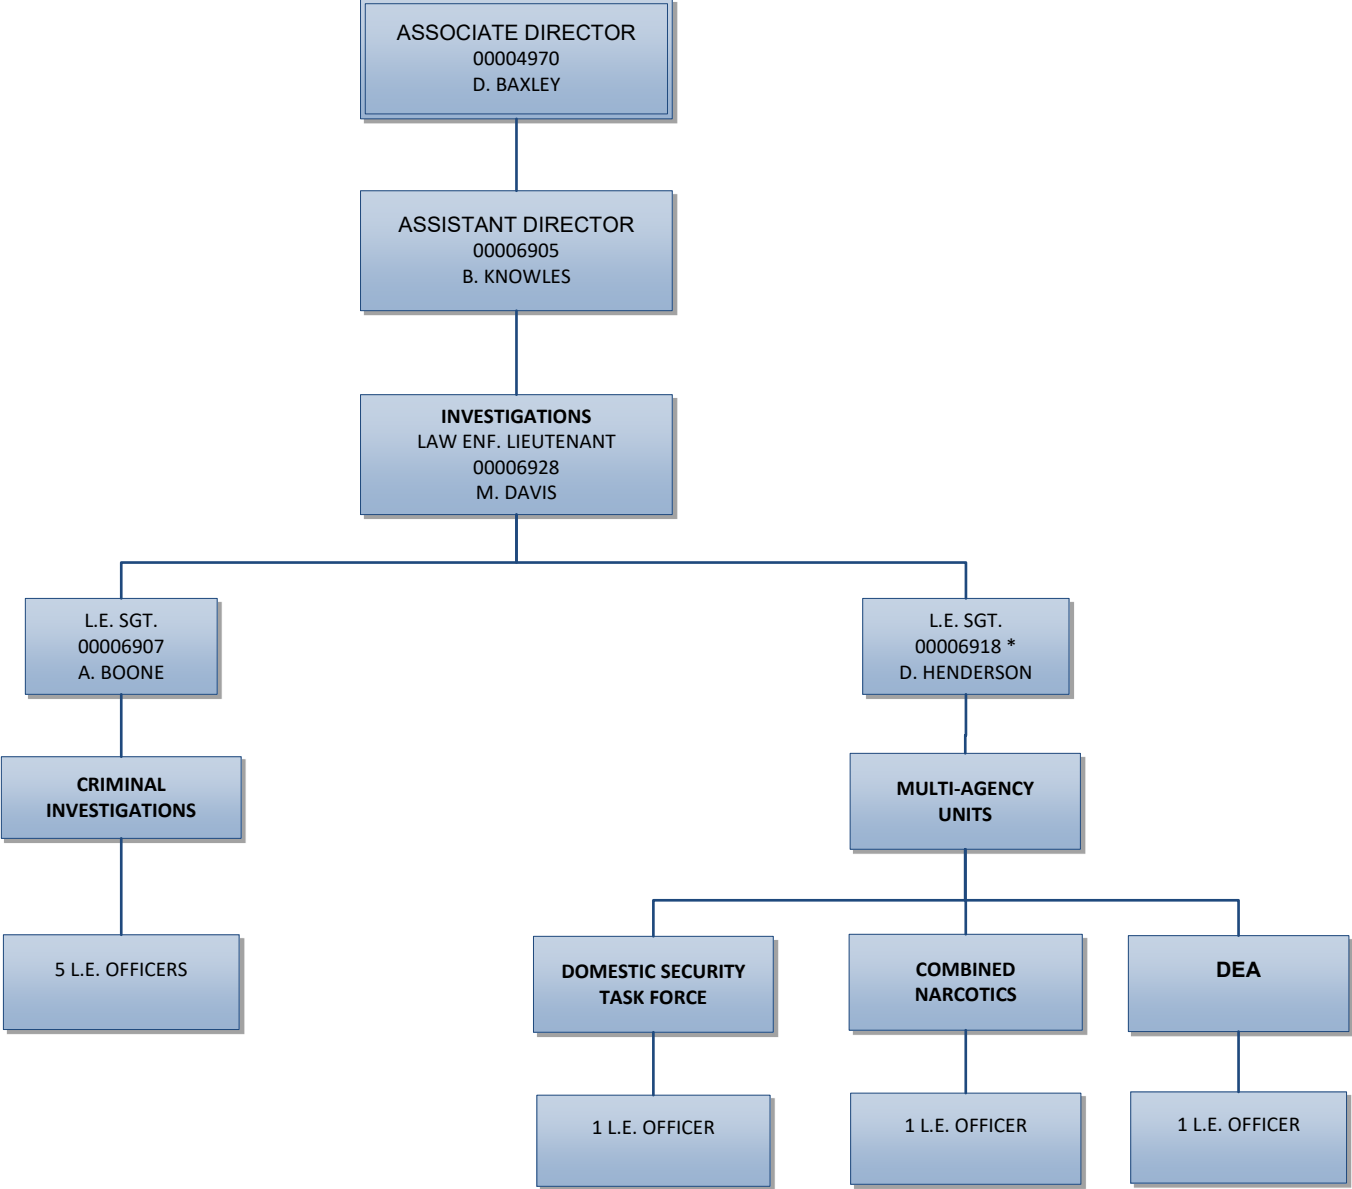 ASSOCIATE DIRECTOR
00004970
D. BAXLEY
ASSISTANT DIRECTOR
00006905
B. KNOWLES
INVESTIGATIONS
LAW ENF. LIEUTENANT
00006928
M. DAVIS
L.E. SGT.
00006907
A. BOONE
L.E. SGT.
00006918 *
D. HENDERSON
CRIMINAL
INVESTIGATIONS
MULTI-AGENCY
UNITS
5 L.E. OFFICERS
DOMESTIC SECURITY
TASK FORCE
COMBINED
NARCOTICS
DEA
1 L.E. OFFICER
1 L.E. OFFICER
1 L.E. OFFICER